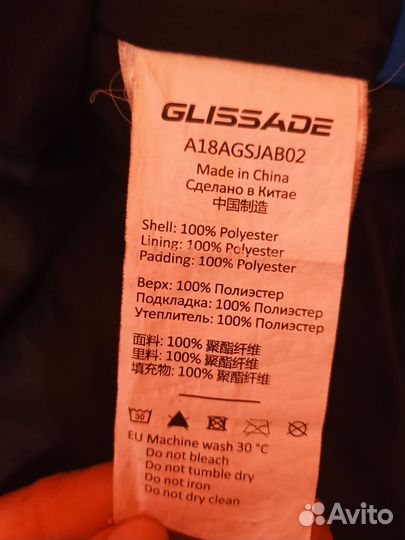 GLISSADE
A18AGSJAB02
Made in China
Сделано в Китае
中国制造
Shell: 100% Polyester
Lining: 100% Polyester
Padding: 100% Polyester
Верх: 100% Полиэстер
Подкладка: 100% Полиэстер
Утеплитель: 100% Полиэстер
面料: 100% 聚酯纤维
里料: 100% 聚酯纤维
填充物: 100% 聚酯纤维
30
EU Machine wash 30 °C
Do not bleach
Do not tumble dry
Do not iron
Do not dry clean
Avito